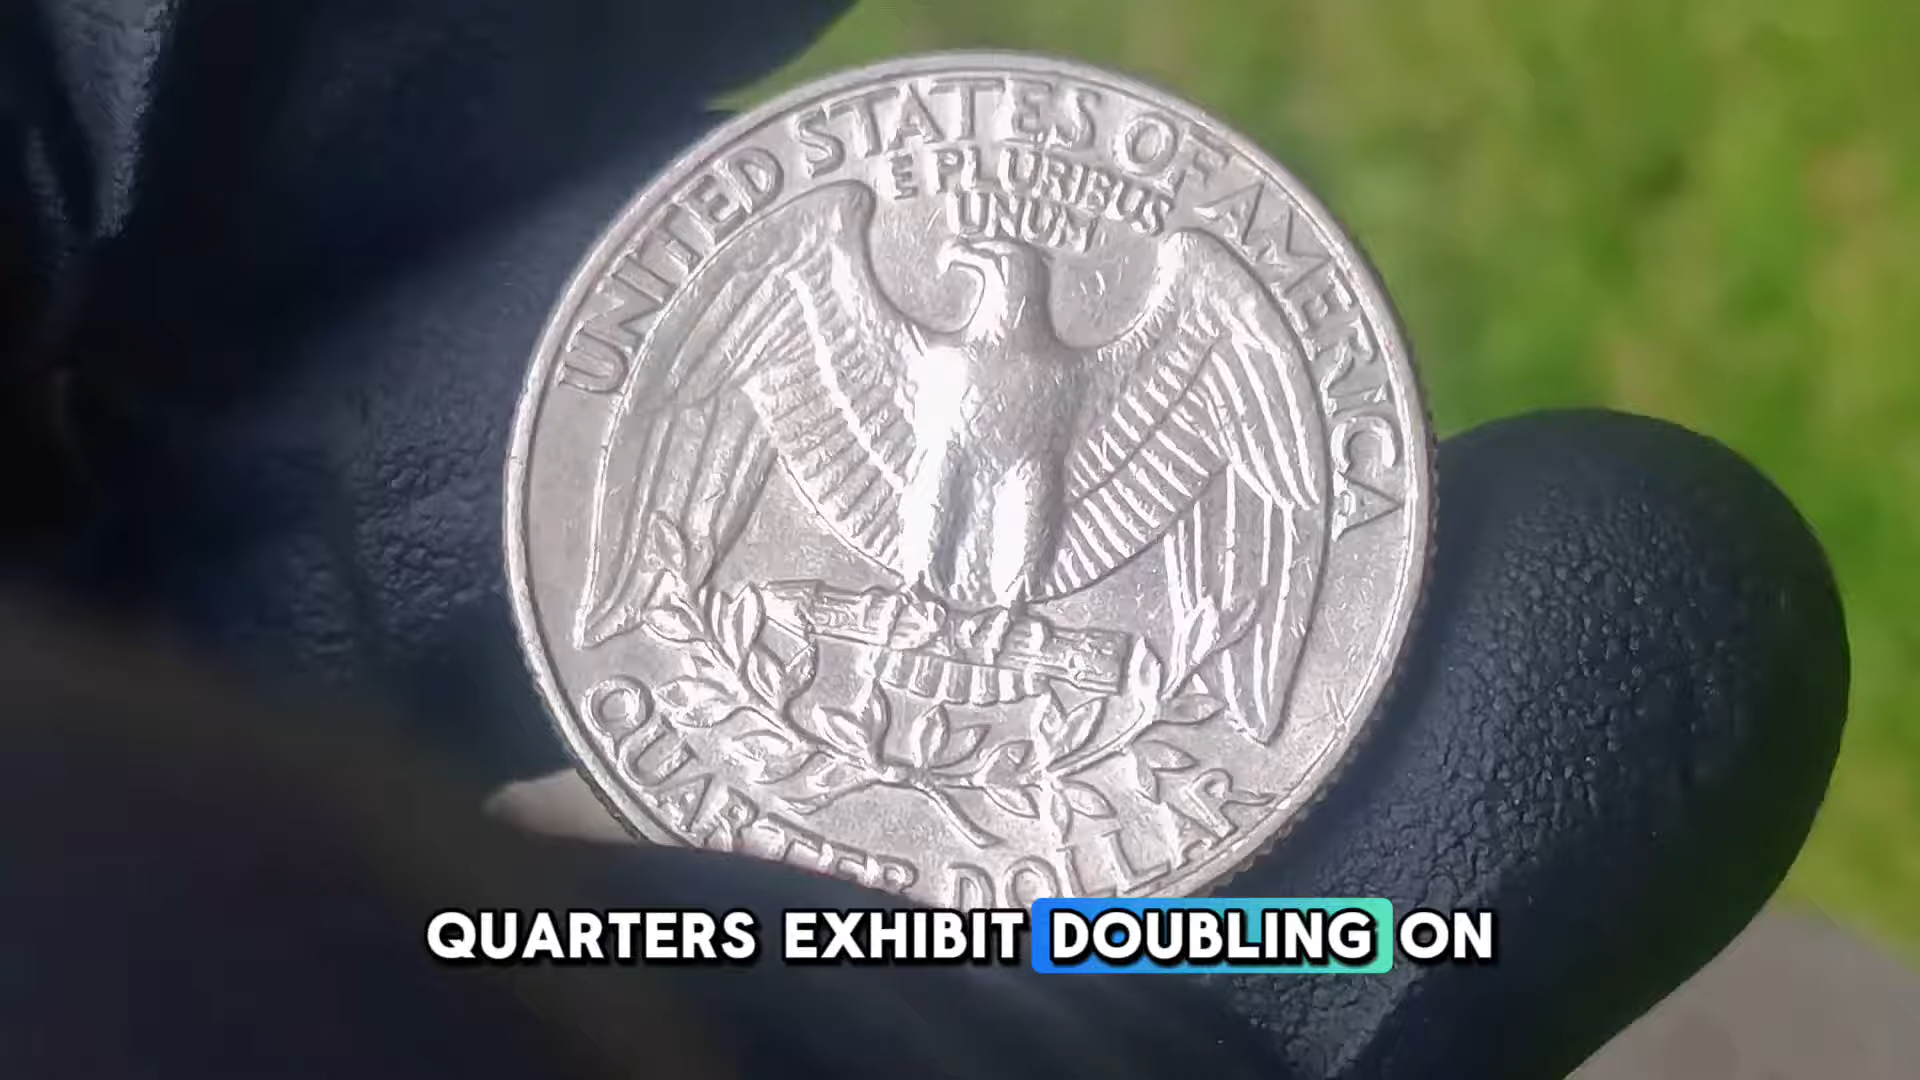 UNITED STATES OF AMERICA
E PLURIBUS
UNUM
QUARTER DOLLAR
QUARTERS EXHIBIT DOUBLING ON